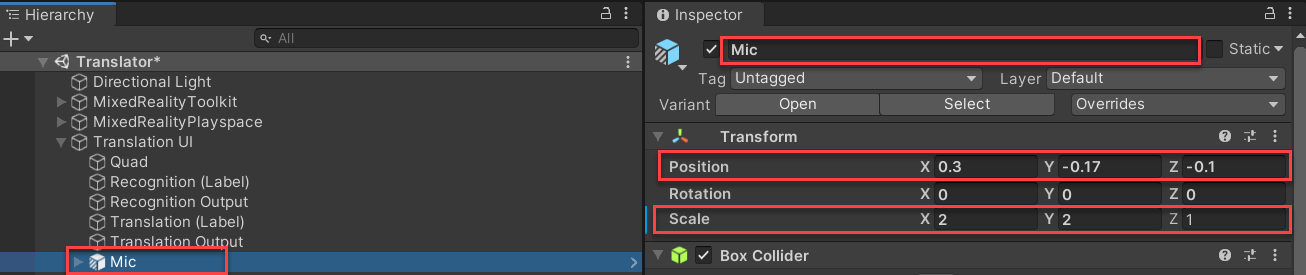 Hierarchy
All
Translator*
Directional Light
MixedRealityToolkit
MixedRealityPlayspace
Translation UI
Quad
Recognition (Label)
Recognition Output
Translation (Label)
Translation Output
Mic
Inspector
Mic Static
Tag Untagged Layer Default
Variant Open Select Overrides
Transform
Position X 0.3 Y -0.17 Z -0.1
Rotation X 0 Y 0 Z 0
Scale X 2 Y 2 Z 1
Box Collider